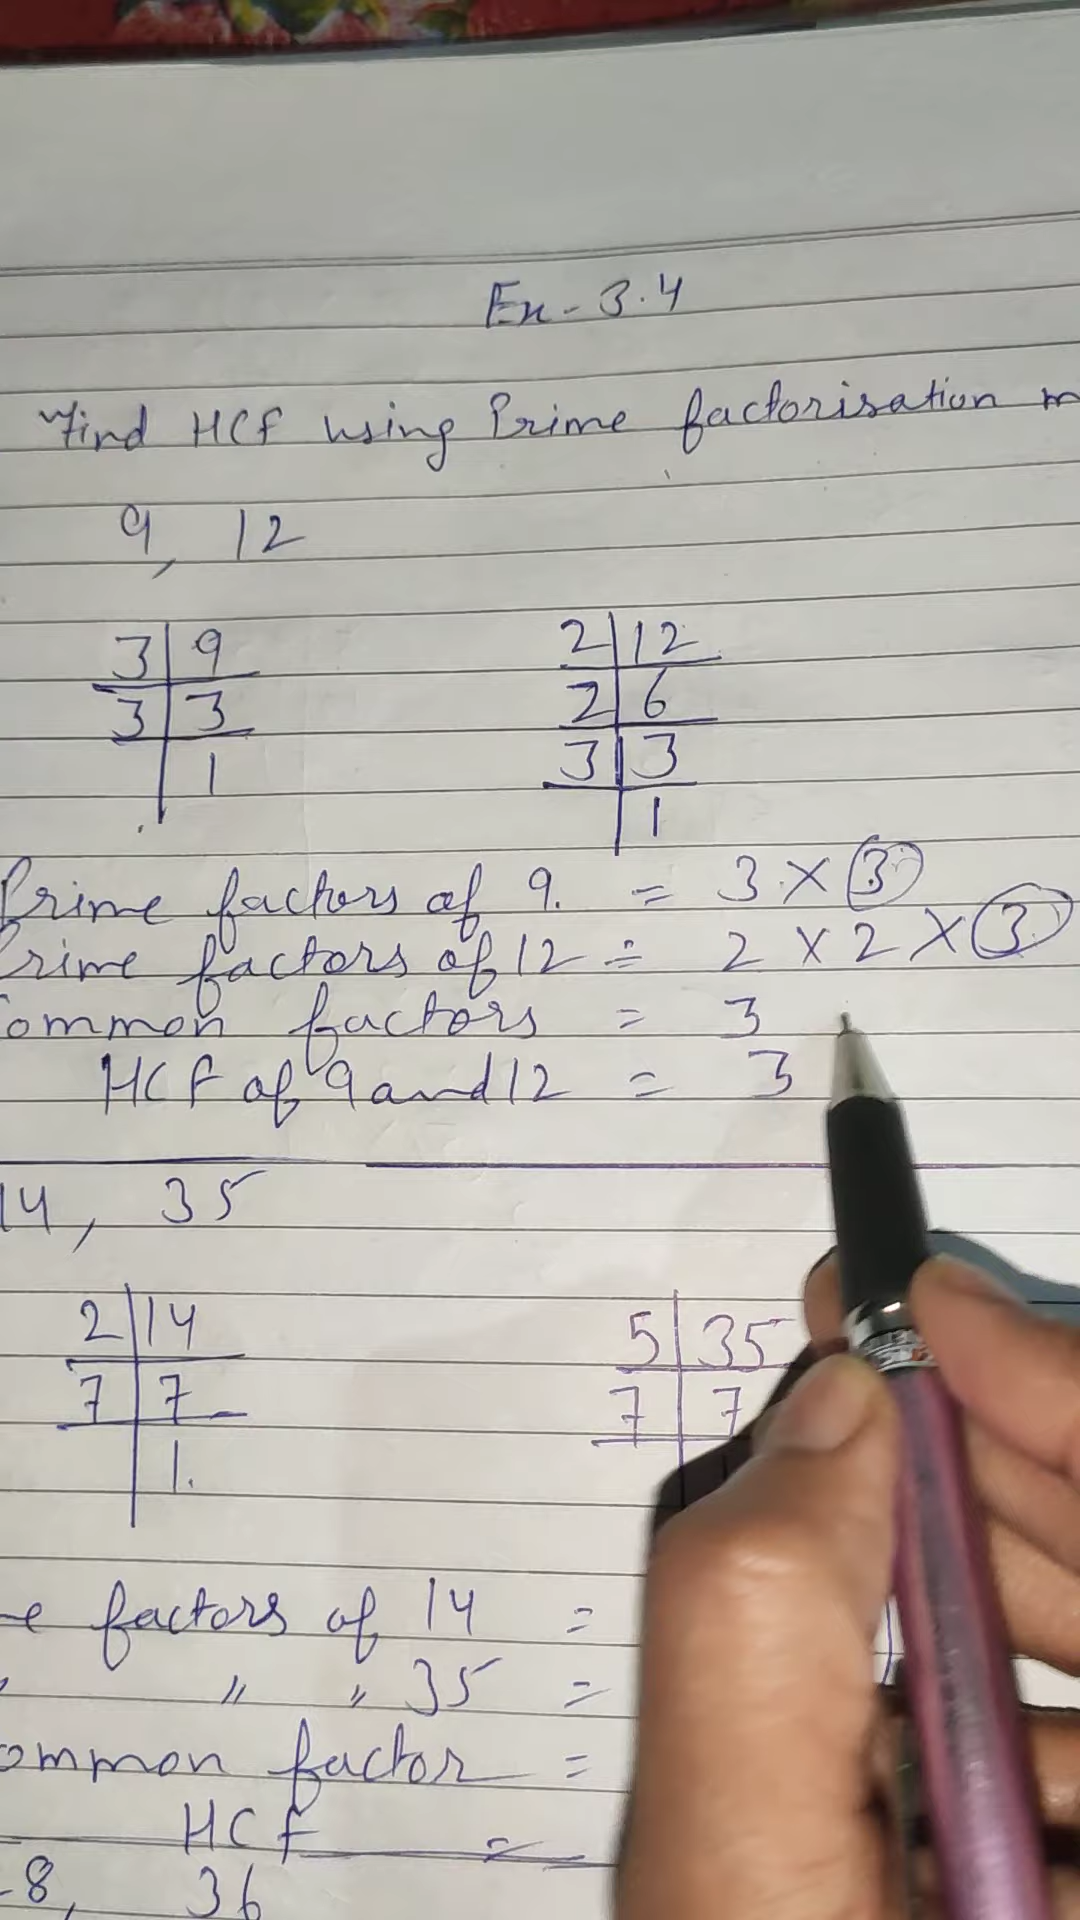 Ex - 3.4
Find HCF using Prime factorisation m
9, 12
3 | 9
3 | 3
1
2 | 12
2 | 6
3 | 3
1
Prime factors of 9. = 3 × 3
Prime factors of 12 = 2 × 2 × 3
Common factors = 3
HCF of 9 and 12 = 3
14, 35
2 | 14
7 | 7
1.
5 | 35
7 | 7
e factors of 14 =
" " " 35 =
ommon factor =
HCF =
8, 36